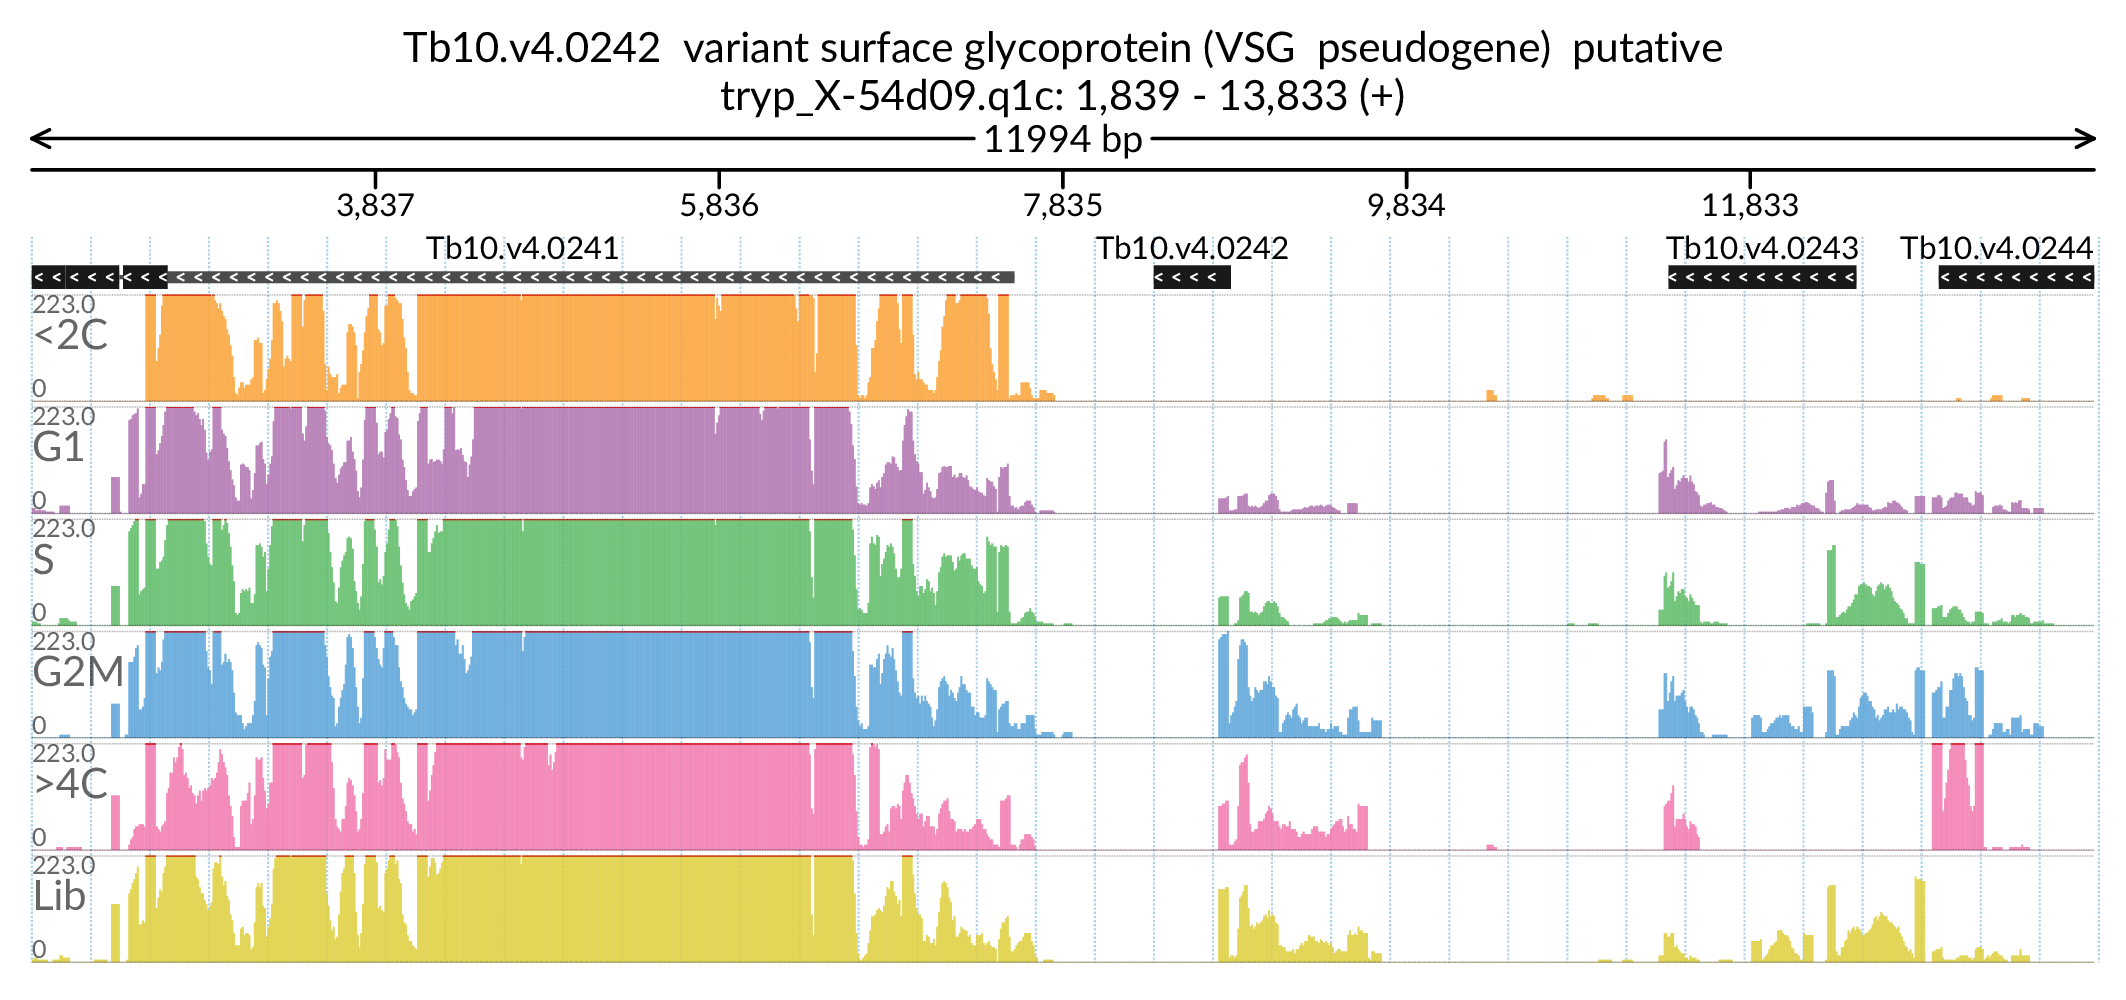 Tb10.v4.0242  variant surface glycoprotein (VSG  pseudogene)  putative
tryp_X-54d09.q1c: 1,839 - 13,833 (+)
11994 bp
3,837 5,836 7,835 9,834 11,833
Tb10.v4.0241 Tb10.v4.0242 Tb10.v4.0243 Tb10.v4.0244
223.0
<2C
0
223.0
G1
0
223.0
S
0
223.0
G2M
0
223.0
>4C
0
223.0
Lib
0